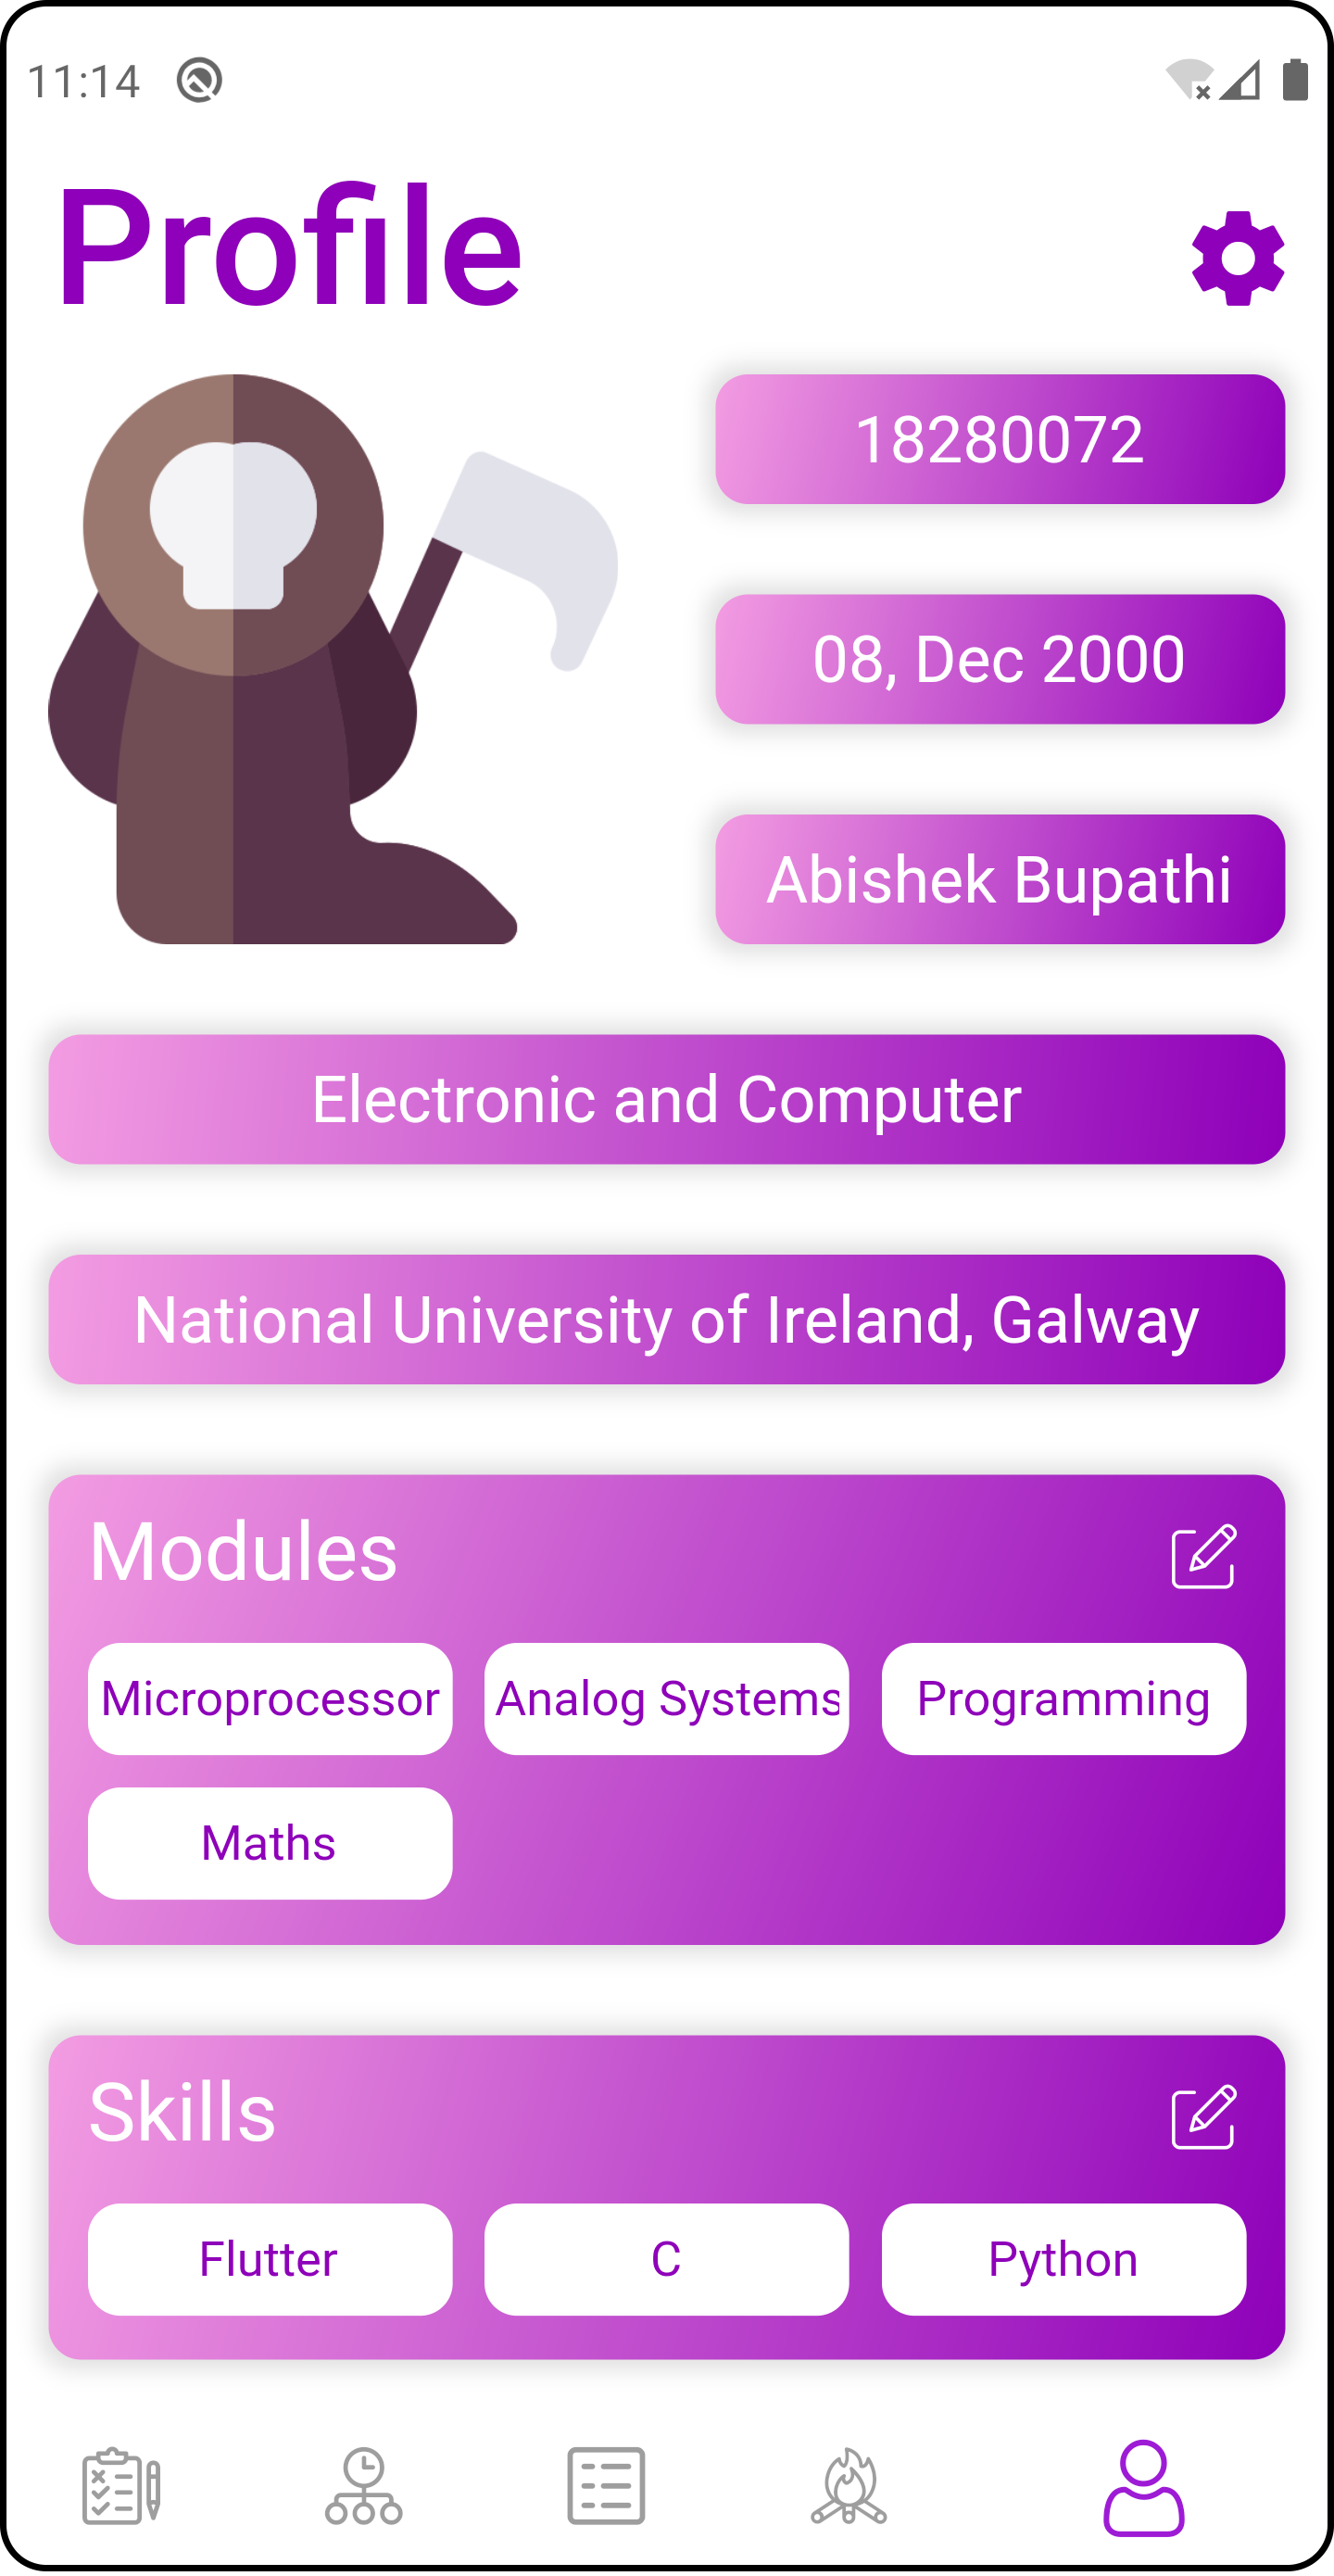 11:14
Profile
18280072
08, Dec 2000
Abishek Bupathi
Electronic and Computer
National University of Ireland, Galway
Modules
Microprocessor
Analog Systems
Programming
Maths
Skills
Flutter
C
Python